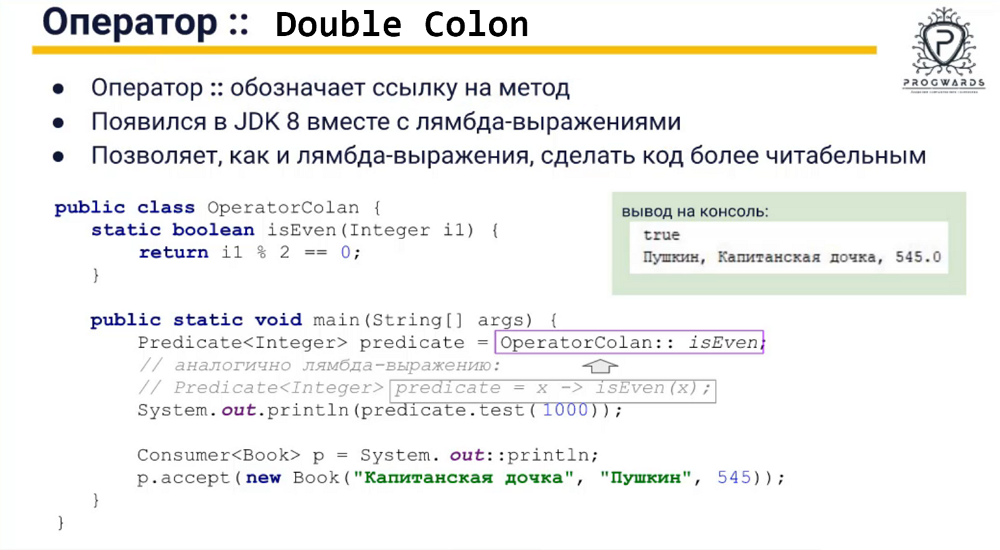 Оператор :: Double Colon
PROGWARDS
● Оператор :: обозначает ссылку на метод
● Появился в JDK 8 вместе с лямбда-выражениями
● Позволяет, как и лямбда-выражения, сделать код более читабельным
public class OperatorColan {
static boolean isEven(Integer i1) {
return i1 % 2 == 0;
}
public static void main(String[] args) {
Predicate<Integer> predicate = OperatorColan:: isEven;
// аналогично лямбда-выражению:
// Predicate<Integer> predicate = x -> isEven(x);
System.out.println(predicate.test(1000));
Consumer<Book> p = System. out::println;
p.accept(new Book("Капитанская дочка", "Пушкин", 545));
}
}
вывод на консоль:
true
Пушкин, Капитанская дочка, 545.0